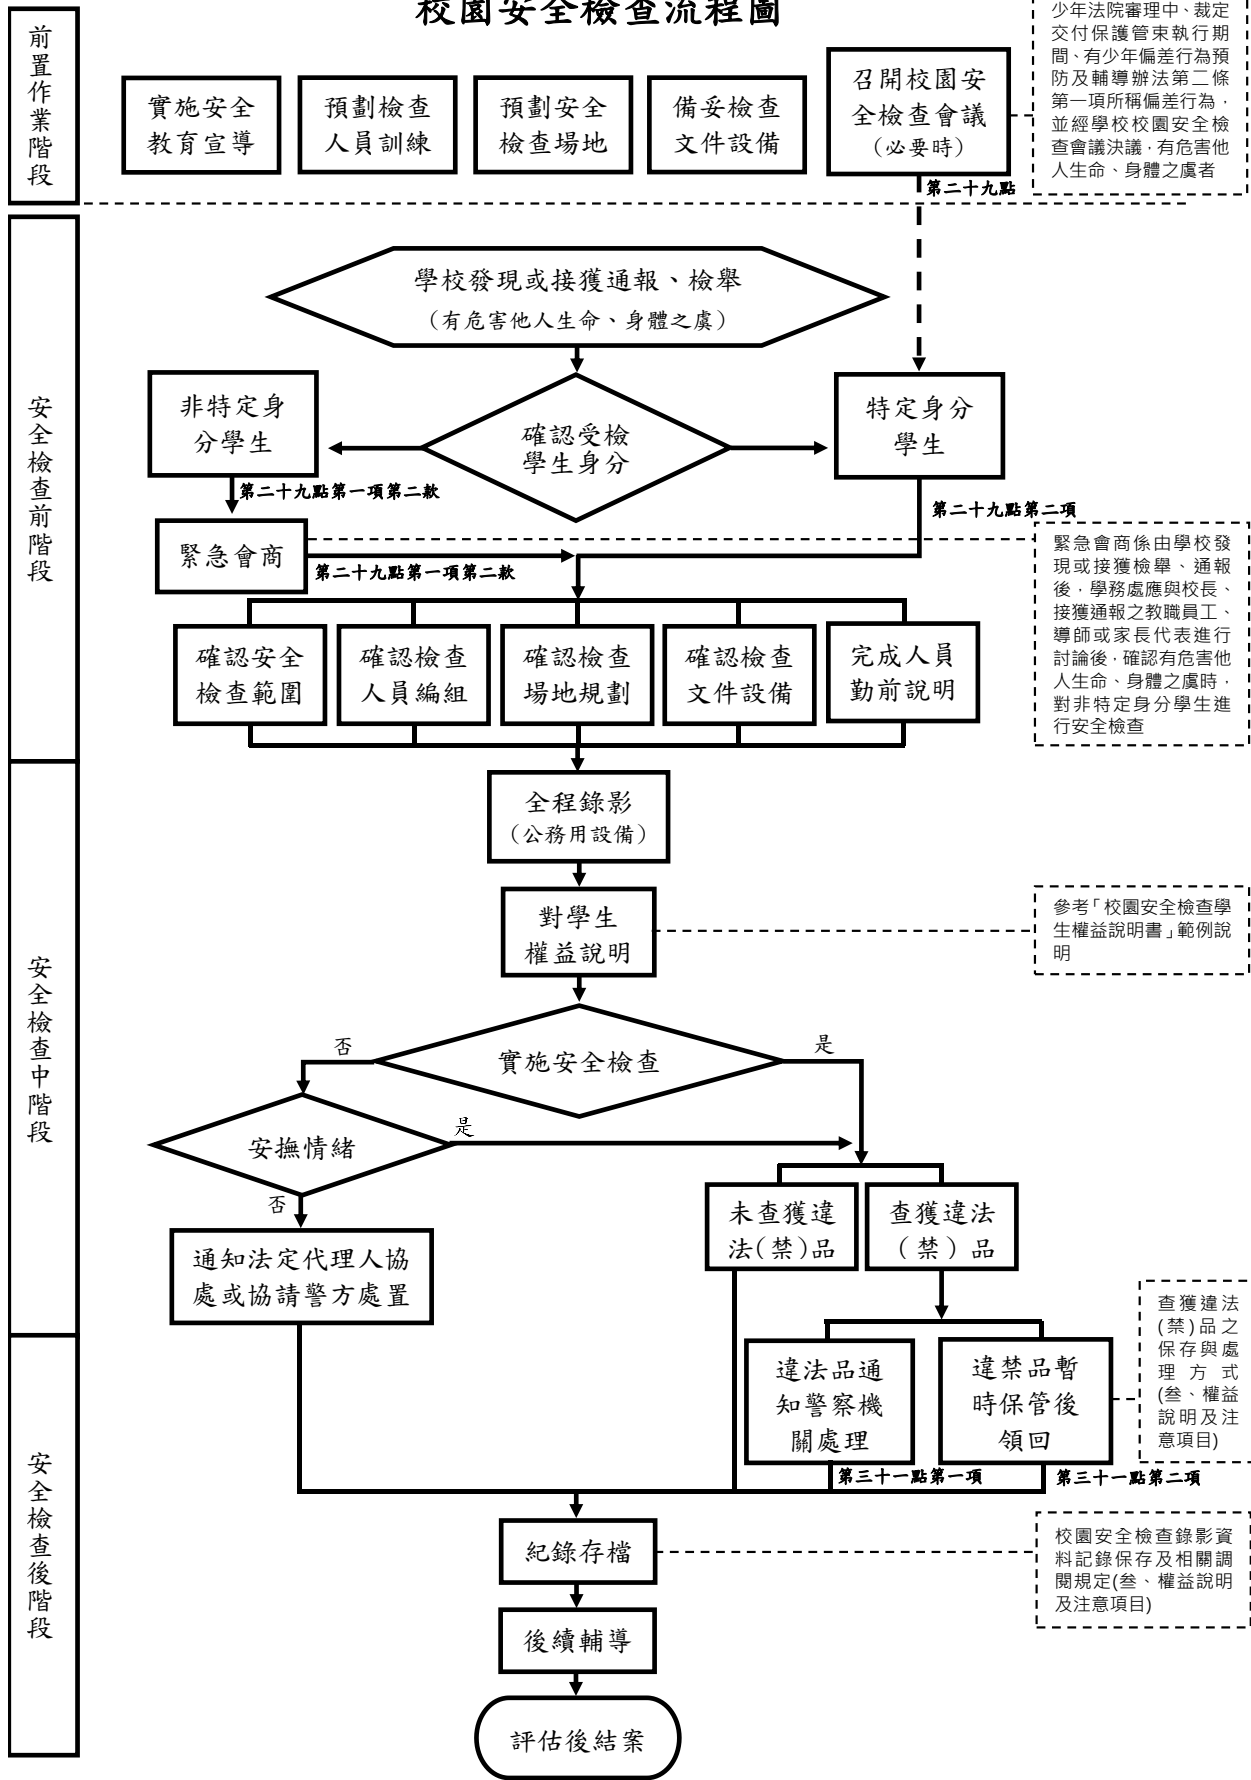 校園安全檢查流程圖
前置作業階段
實施安全
教育宣導
預劃檢查
人員訓練
預劃安全
檢查場地
備妥檢查
文件設備
召開校園安
全檢查會議
(必要時)
少年法院審理中、裁定
交付保護管束執行期
間、有少年偏差行為預
防及輔導辦法第二條
第一項所稱偏差行為，
並經學校校園安全檢
查會議決議，有危害他
人生命、身體之虞者
第二十九點
安全檢查前階段
學校發現或接獲通報、檢舉
(有危害他人生命、身體之虞)
非特定身
分學生
確認受檢
學生身分
特定身分
學生
第二十九點第一項第二款
第二十九點第二項
緊急會商
第二十九點第一項第二款
緊急會商係由學校發
現或接獲檢舉、通報
後，學務處應與校長、
接獲通報之教職員工、
導師或家長代表進行
討論後，確認有危害他
人生命、身體之虞時，
對非特定身分學生進
行安全檢查
確認安全
檢查範圍
確認檢查
人員編組
確認檢查
場地規劃
確認檢查
文件設備
完成人員
勤前說明
安全檢查中階段
全程錄影
(公務用設備)
對學生
權益說明
參考「校園安全檢查學
生權益說明書」範例說
明
實施安全檢查
否
是
安撫情緒
是
否
未查獲違
法(禁)品
查獲違法
(禁)品
通知法定代理人協
處或協請警方處置
安全檢查後階段
違法品通
知警察機
關處理
違禁品暫
時保管後
領回
查獲違法
(禁)品之
保存與處
理方式
(叁、權益
說明及注
意項目)
第三十一點第一項
第三十一點第二項
紀錄存檔
校園安全檢查錄影資
料記錄保存及相關調
閱規定(叁、權益說明
及注意項目)
後續輔導
評估後結案